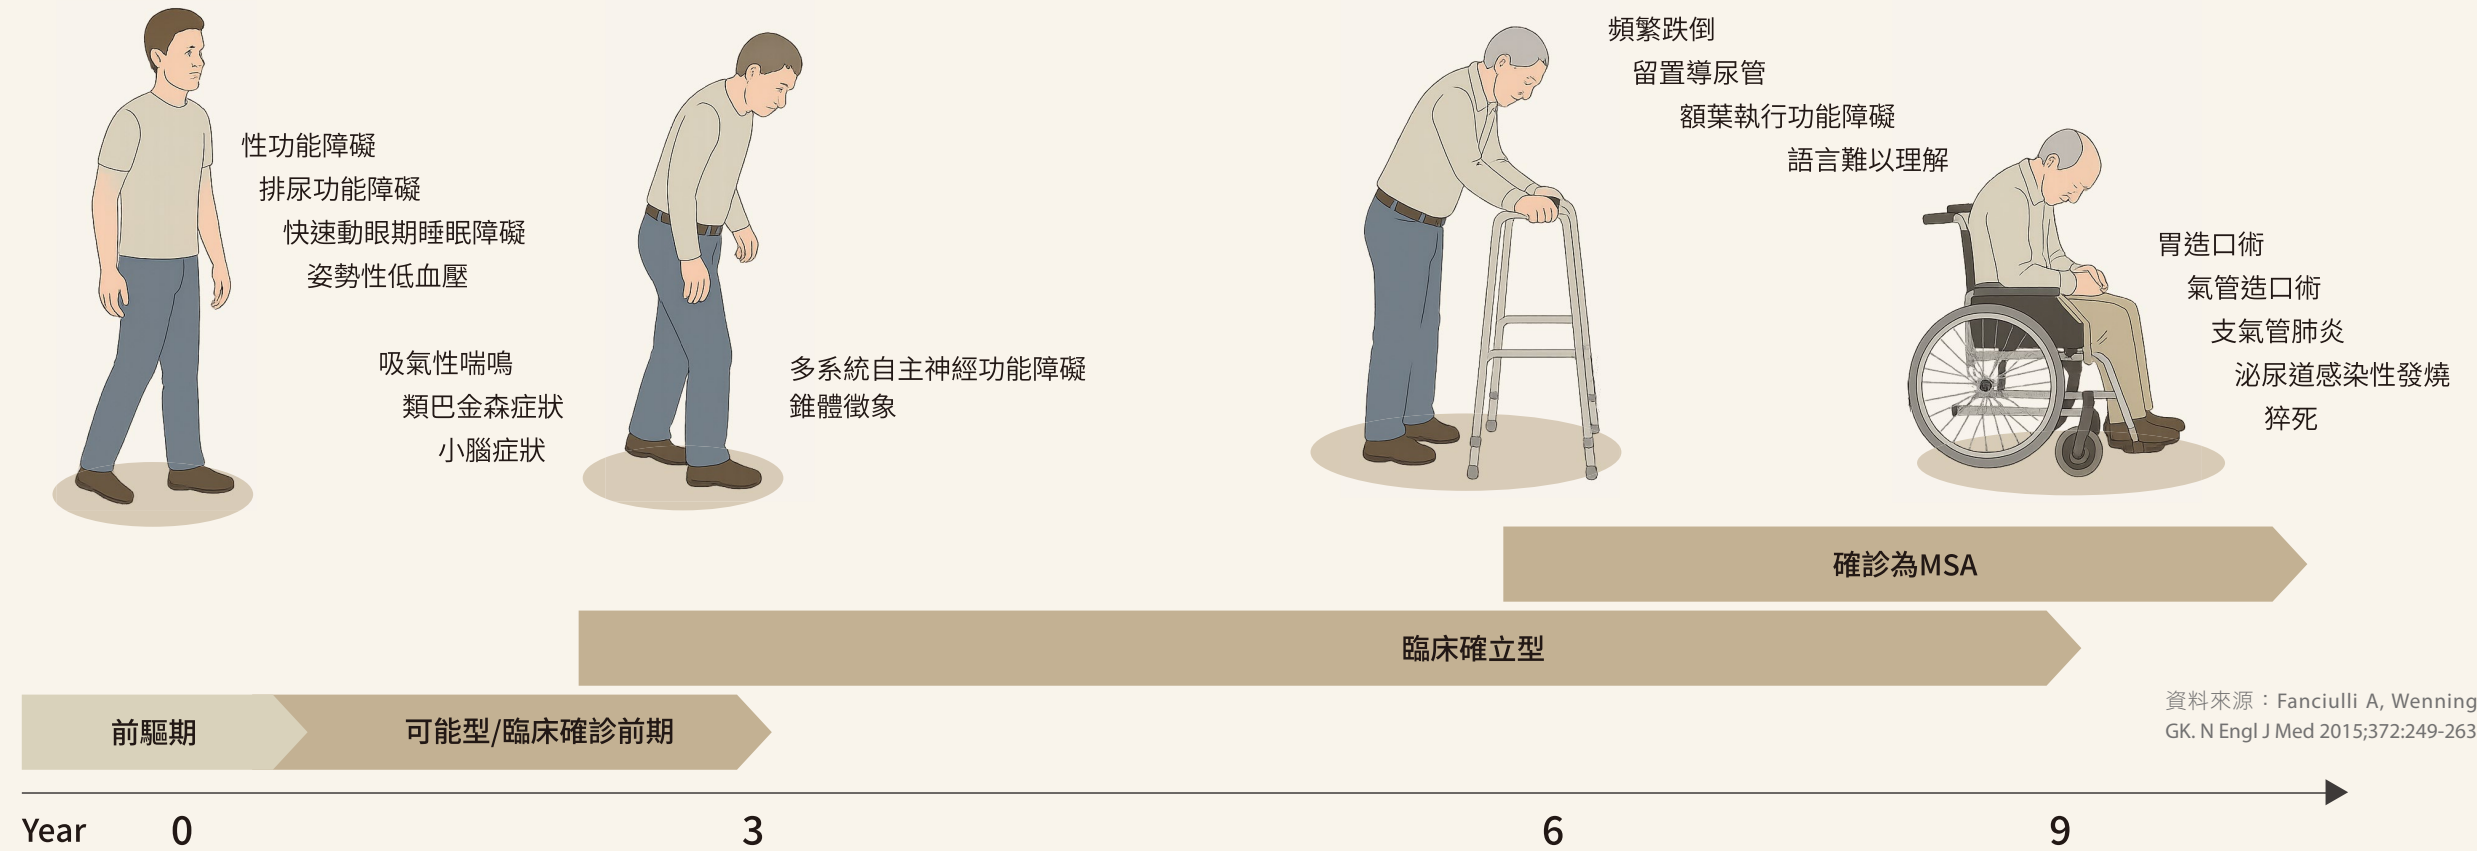 性功能障礙
排尿功能障礙
快速動眼期睡眠障礙
姿勢性低血壓
吸氣性喘鳴
類巴金森症狀
小腦症狀
多系統自主神經功能障礙
錐體徵象
頻繁跌倒
留置導尿管
額葉執行功能障礙
語言難以理解
胃造口術
氣管造口術
支氣管肺炎
泌尿道感染性發燒
猝死
確診為MSA
臨床確立型
前驅期
可能型/臨床確診前期
資料來源：Fanciulli A, Wenning
GK. N Engl J Med 2015;372:249-263
Year 0 3 6 9